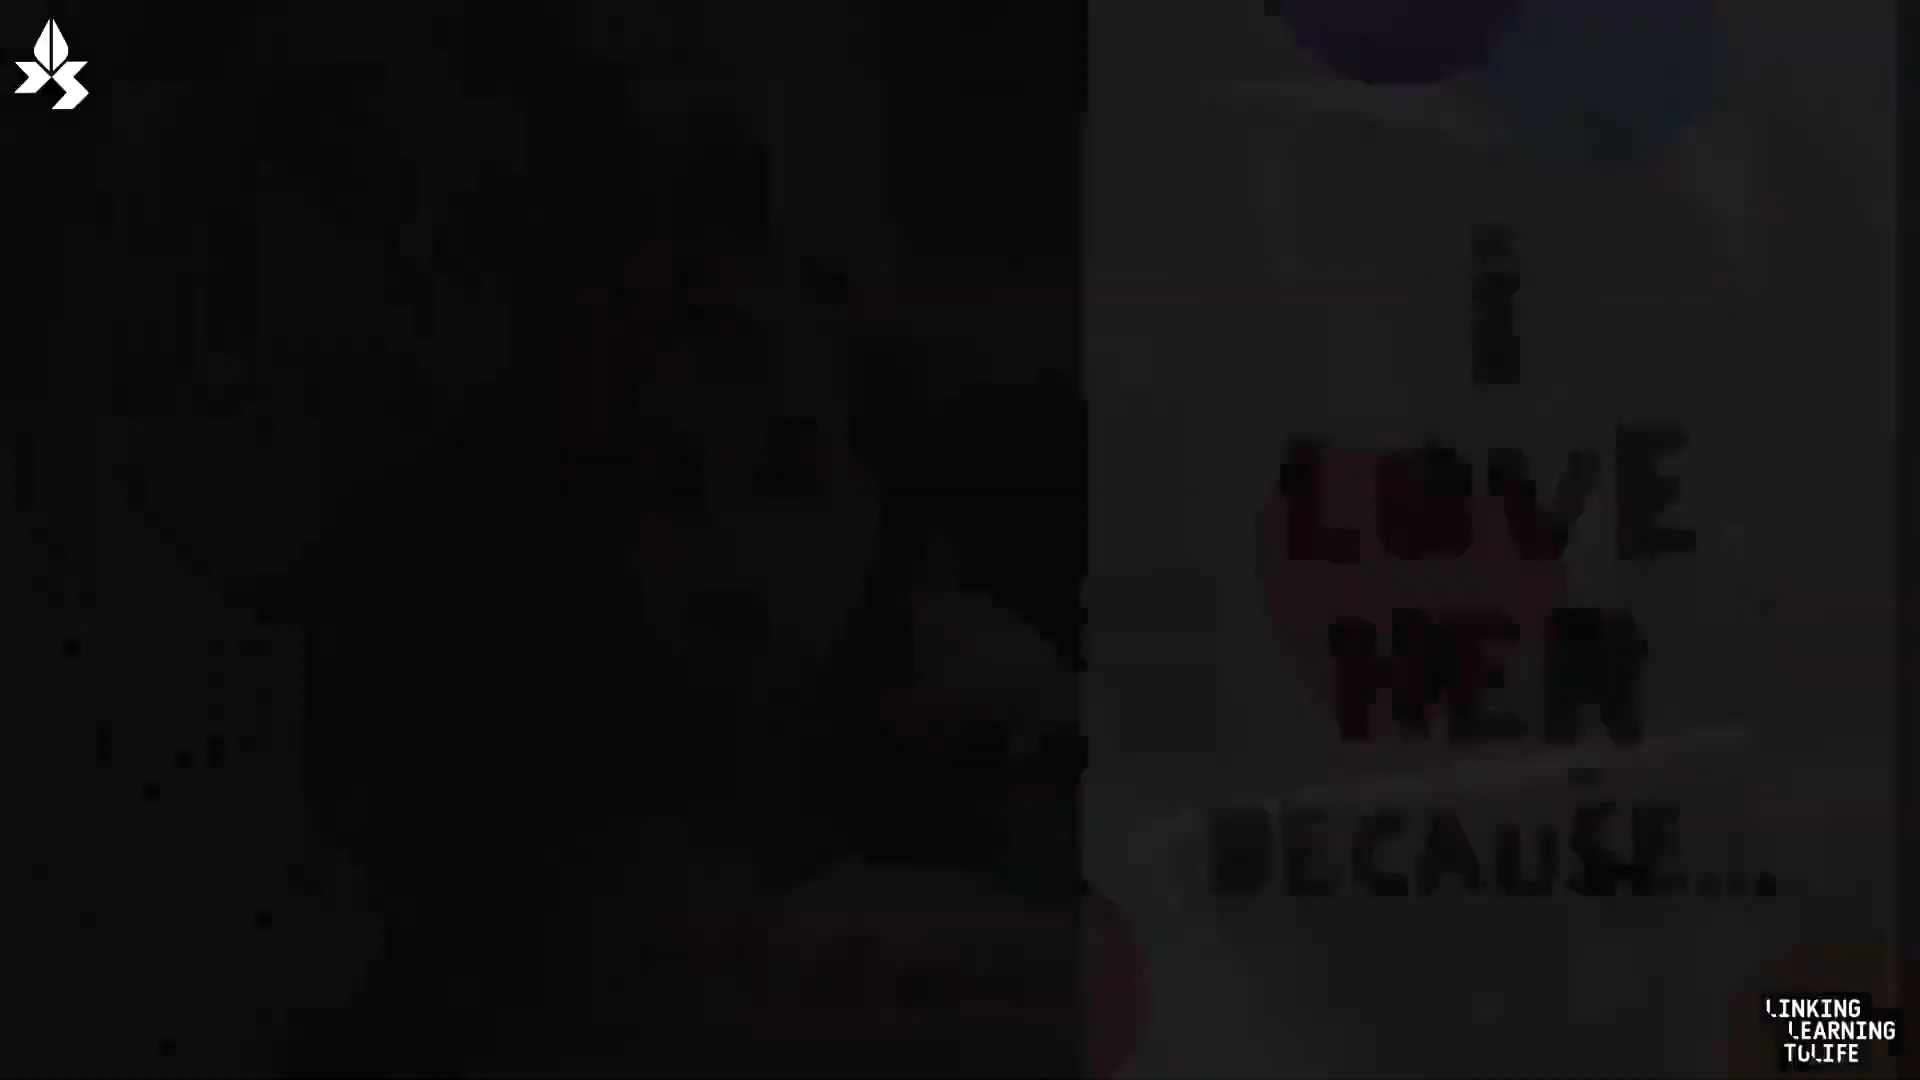 I
LOVE
HER
BECAUSE...
LINKING
LEARNING
TO LIFE